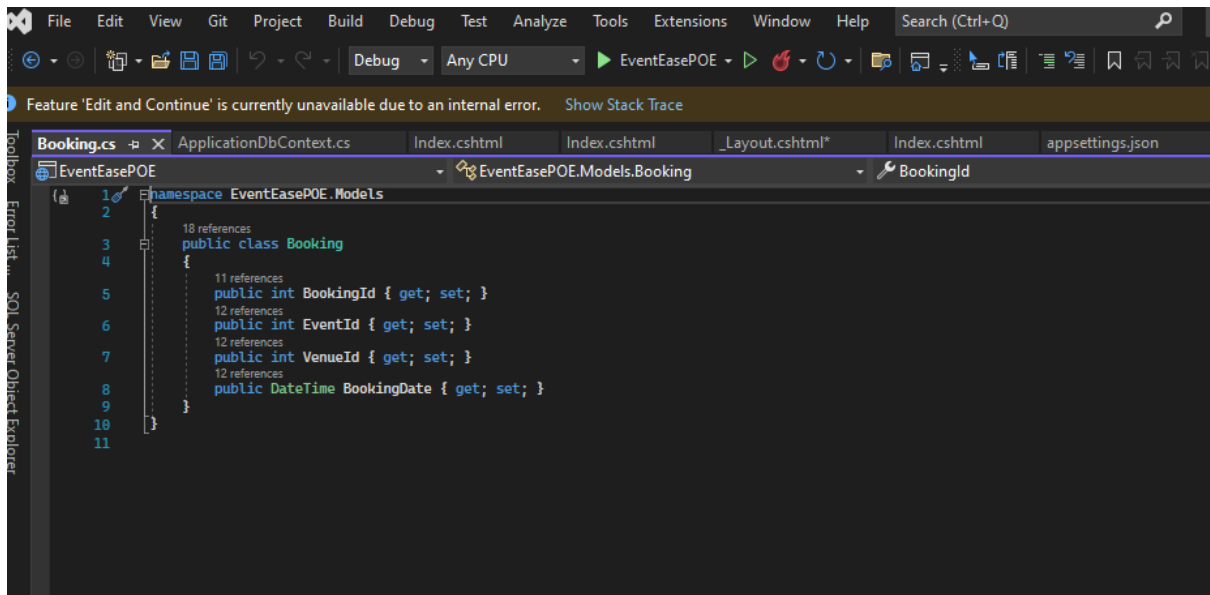 File Edit View Git Project Build Debug Test Analyze Tools Extensions Window Help Search (Ctrl+Q)
Debug Any CPU EventEasePOE
Feature 'Edit and Continue' is currently unavailable due to an internal error. Show Stack Trace
Toolbox
Error List ...
SQL Server Object Explorer
Booking.cs ApplicationDbContext.cs Index.cshtml Index.cshtml _Layout.cshtml* Index.cshtml appsettings.json
EventEasePOE EventEasePOE.Models.Booking BookingId
1 namespace EventEasePOE.Models
2 {
18 references
3 public class Booking
4 {
11 references
5 public int BookingId { get; set; }
12 references
6 public int EventId { get; set; }
12 references
7 public int VenueId { get; set; }
12 references
8 public DateTime BookingDate { get; set; }
9 }
10 }
11